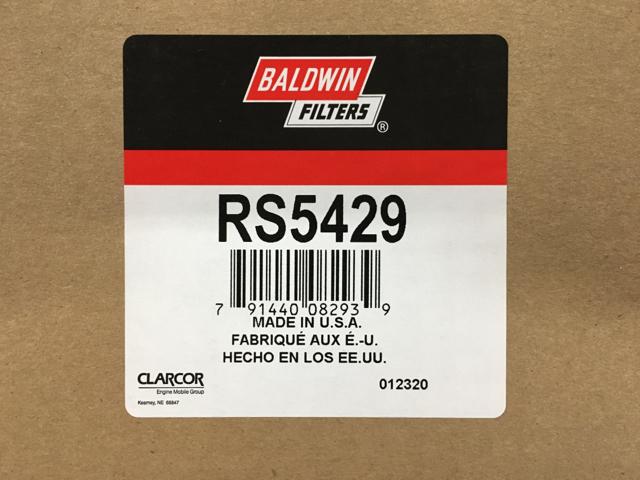 BALDWIN
FILTERS ®
RS5429
7 91440 08293 9
MADE IN U.S.A.
FABRIQUÉ AUX É.-U.
HECHO EN LOS EE.UU.
CLARCOR
Engine Mobile Group
Kearney, NE 68847
012320